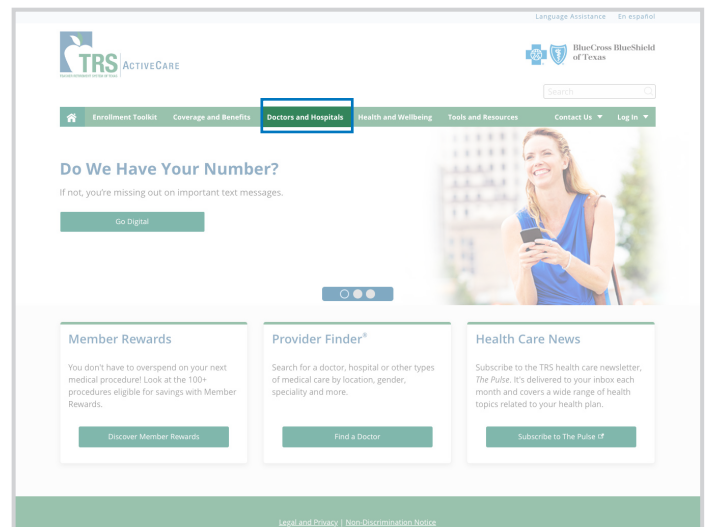 Language Assistance En español
TRS ACTIVECARE
BlueCross BlueShield
of Texas
Search
Enrollment Toolkit Coverage and Benefits Doctors and Hospitals Health and Wellbeing Tools and Resources Contact Us ▼ Log In ▼
Do We Have Your Number?
If not, you're missing out on important text messages.
Go Digital
Member Rewards
You don't have to overspend on your next
medical procedure! Look at the 100+
procedures eligible for savings with Member
Rewards.
Discover Member Rewards
Provider Finder®
Search for a doctor, hospital or other types
of medical care by location, gender,
speciality and more.
Find a Doctor
Health Care News
Subscribe to the TRS health care newsletter,
The Pulse. It's delivered to your inbox each
month and covers a wide range of health
topics related to your health plan.
Subscribe to The Pulse
Legal and Privacy | Non-Discrimination Notice